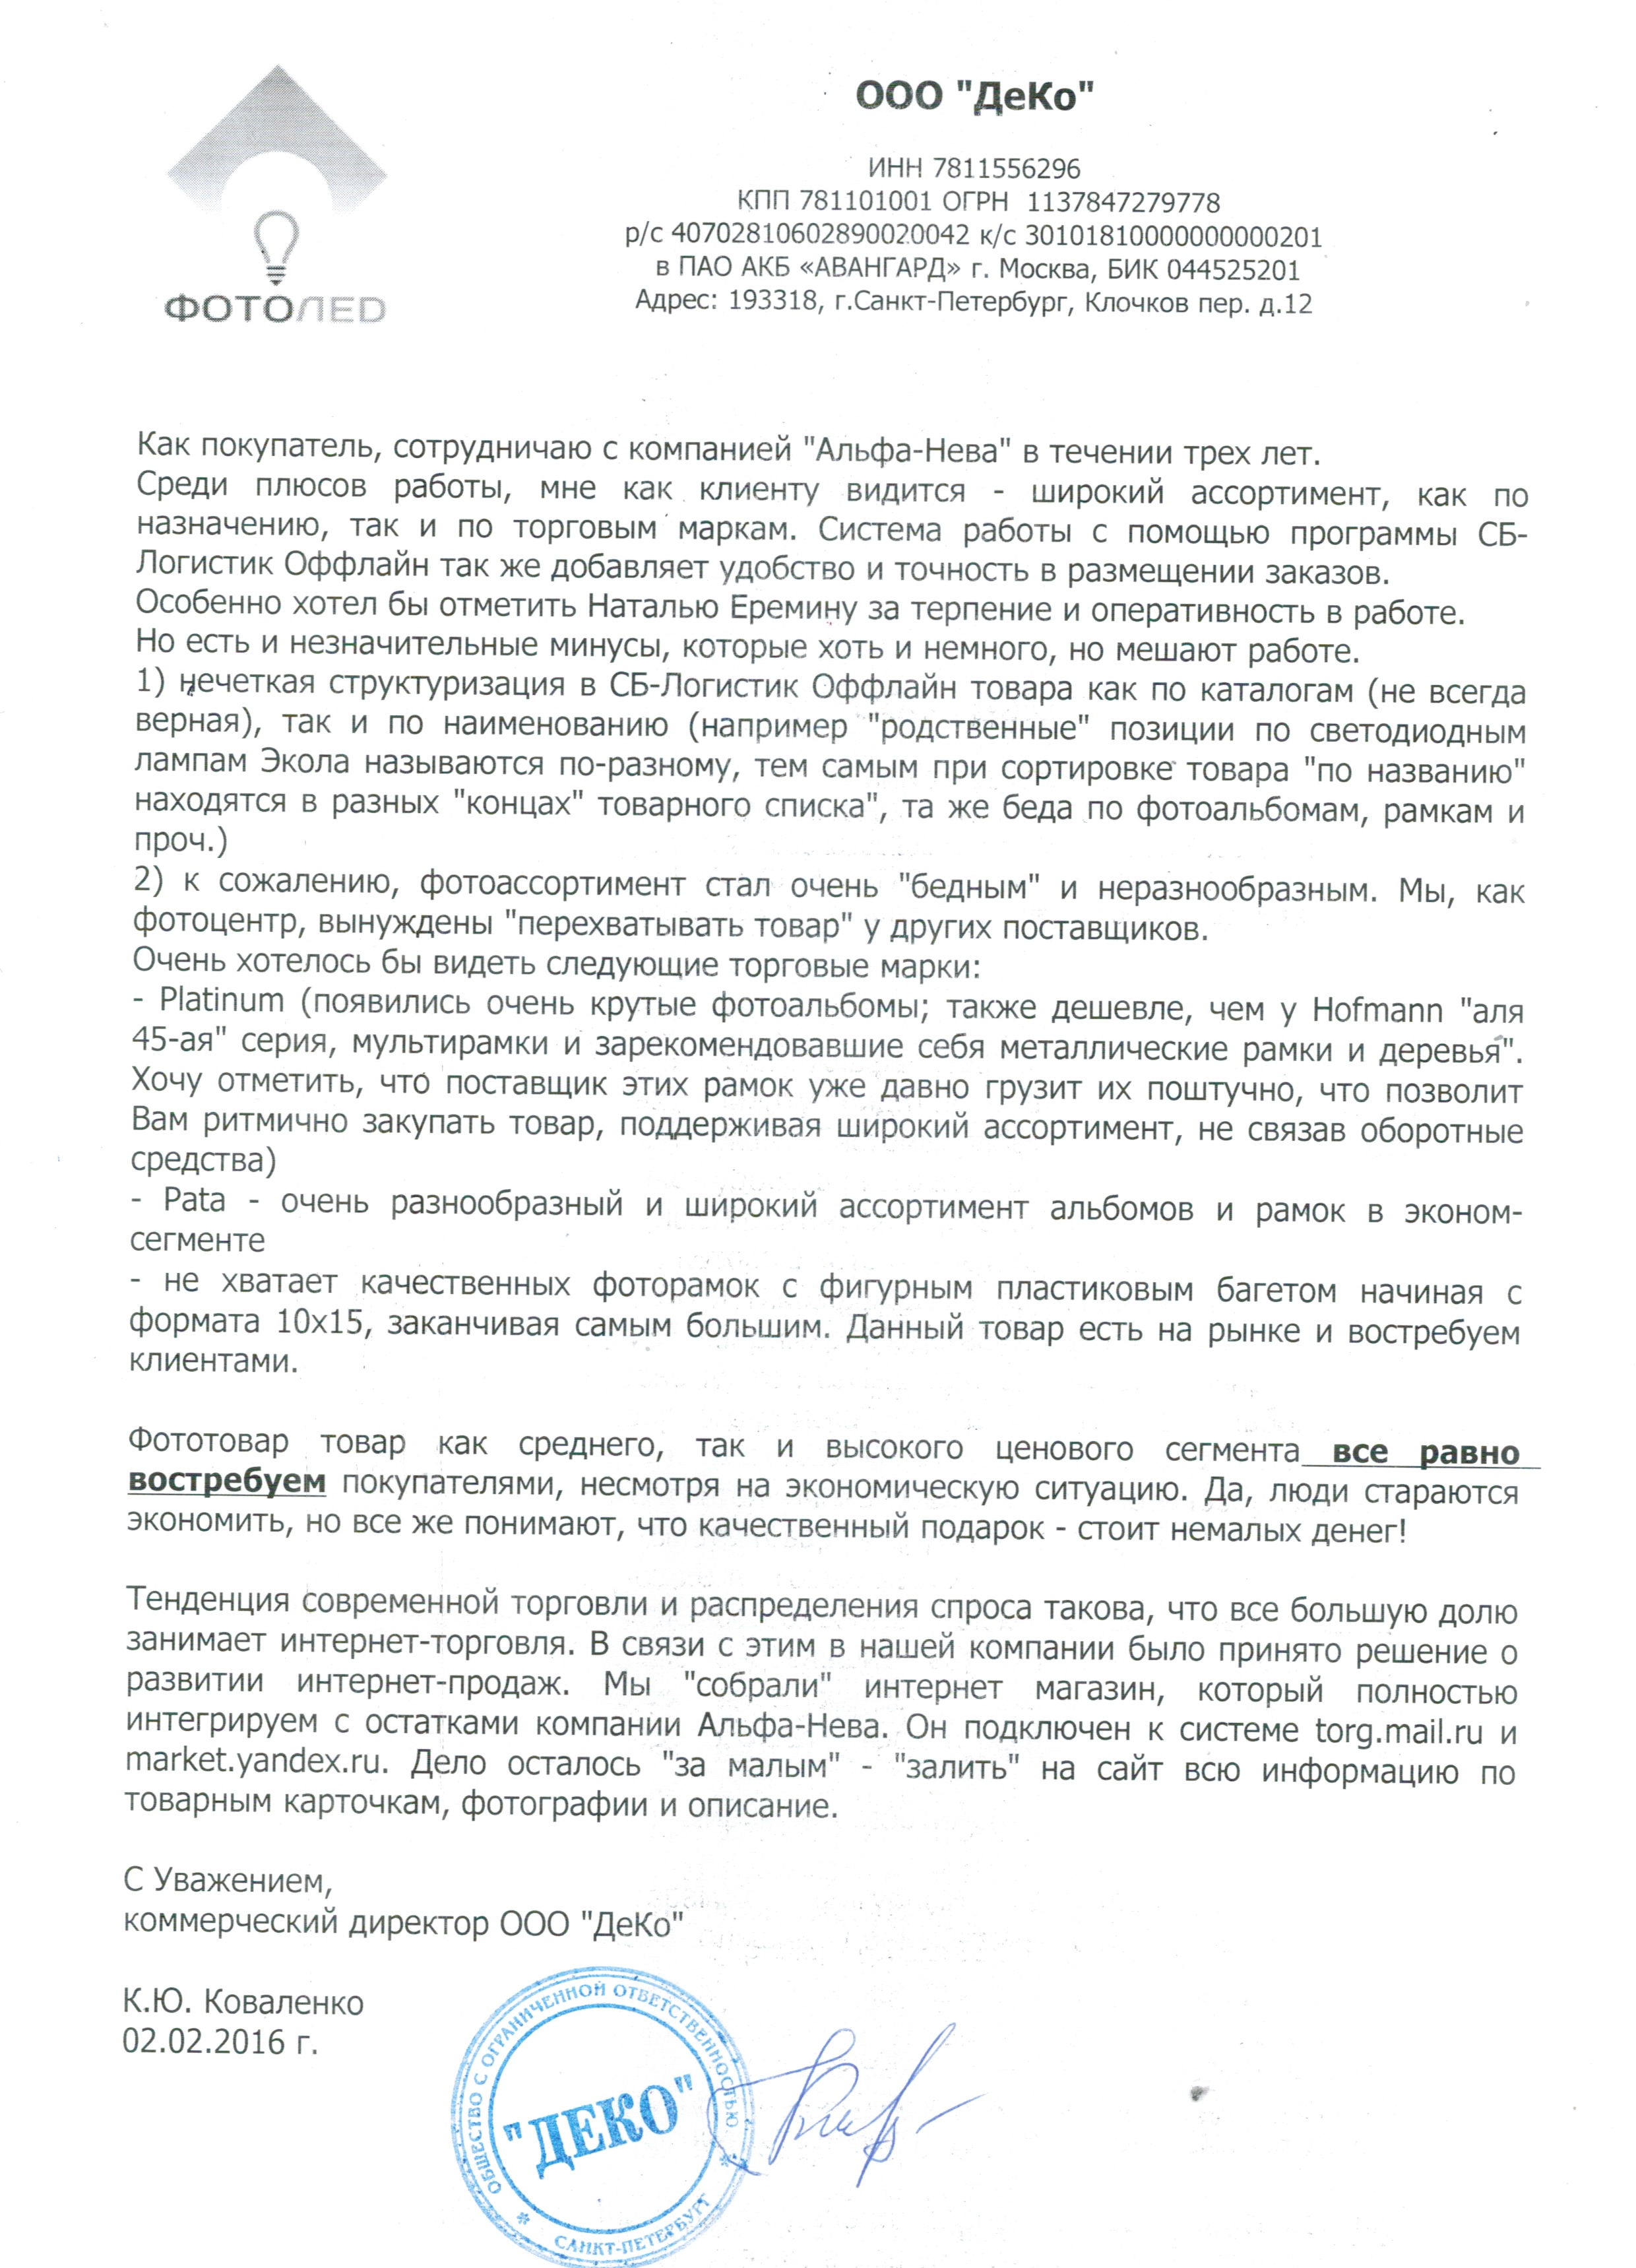 ФОТОЛЕD
ООО "ДеКо"
ИНН 7811556296
КПП 781101001 ОГРН 1137847279778
р/с 40702810602890020042 к/с 30101810000000000201
в ПАО АКБ «АВАНГАРД» г. Москва, БИК 044525201
Адрес: 193318, г.Санкт-Петербург, Клочков пер. д.12
Как покупатель, сотрудничаю с компанией "Альфа-Нева" в течении трех лет.
Среди плюсов работы, мне как клиенту видится - широкий ассортимент, как по
назначению, так и по торговым маркам. Система работы с помощью программы СБ-
Логистик Оффлайн так же добавляет удобство и точность в размещении заказов.
Особенно хотел бы отметить Наталью Еремину за терпение и оперативность в работе.
Но есть и незначительные минусы, которые хоть и немного, но мешают работе.
1) нечеткая структуризация в СБ-Логистик Оффлайн товара как по каталогам (не всегда
верная), так и по наименованию (например "родственные" позиции по светодиодным
лампам Экола называются по-разному, тем самым при сортировке товара "по названию"
находятся в разных "концах" товарного списка", та же беда по фотоальбомам, рамкам и
проч.)
2) к сожалению, фотоассортимент стал очень "бедным" и неразнообразным. Мы, как
фотоцентр, вынуждены "перехватывать товар" у других поставщиков.
Очень хотелось бы видеть следующие торговые марки:
- Platinum (появились очень крутые фотоальбомы; также дешевле, чем у Hofmann "аля
45-ая" серия, мультирамки и зарекомендовавшие себя металлические рамки и деревья".
Хочу отметить, что поставщик этих рамок уже давно грузит их поштучно, что позволит
Вам ритмично закупать товар, поддерживая широкий ассортимент, не связав оборотные
средства)
- Pata - очень разнообразный и широкий ассортимент альбомов и рамок в эконом-
сегменте
- не хватает качественных фоторамок с фигурным пластиковым багетом начиная с
формата 10х15, заканчивая самым большим. Данный товар есть на рынке и востребуем
клиентами.
Фототовар товар как среднего, так и высокого ценового сегмента все равно
востребуем покупателями, несмотря на экономическую ситуацию. Да, люди стараются
экономить, но все же понимают, что качественный подарок - стоит немалых денег!
Тенденция современной торговли и распределения спроса такова, что все большую долю
занимает интернет-торговля. В связи с этим в нашей компании было принято решение о
развитии интернет-продаж. Мы "собрали" интернет магазин, который полностью
интегрируем с остатками компании Альфа-Нева. Он подключен к системе torg.mail.ru и
market.yandex.ru. Дело осталось "за малым" - "залить" на сайт всю информацию по
товарным карточкам, фотографии и описание.
С Уважением,
коммерческий директор ООО "ДеКо"
К.Ю. Коваленко
02.02.2016 г.
ОБЩЕСТВО С ОГРАНИЧЕННОЙ ОТВЕТСТВЕННОСТЬЮ
"ДЕКО"
* САНКТ-ПЕТЕРБУРГ *